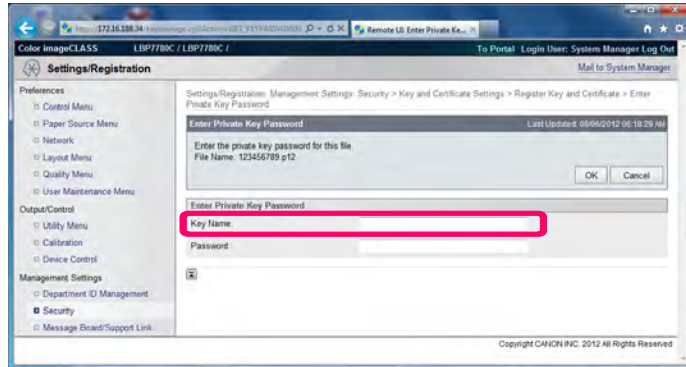 Remote UI: Enter Private Ke...
Color imageCLASS LBP7780C / LBP7780C /
To Portal Login User: System Manager Log Out
Settings/Registration
Mail to System Manager
Preferences
Control Menu
Paper Source Menu
Network
Layout Menu
Quality Menu
User Maintenance Menu
Output/Control
Utility Menu
Calibration
Device Control
Management Settings
Department ID Management
Security
Message Board/Support Link
Settings/Registration: Management Settings: Security > Key and Certificate Settings > Register Key and Certificate > Enter
Private Key Password
Enter Private Key Password
Last Updated: 08/06/2012 06:18:29 AM
Enter the private key password for this file.
File Name: 123456789.p12
OK Cancel
Enter Private Key Password
Key Name:
Password
Copyright CANON INC. 2012 All Rights Reserved